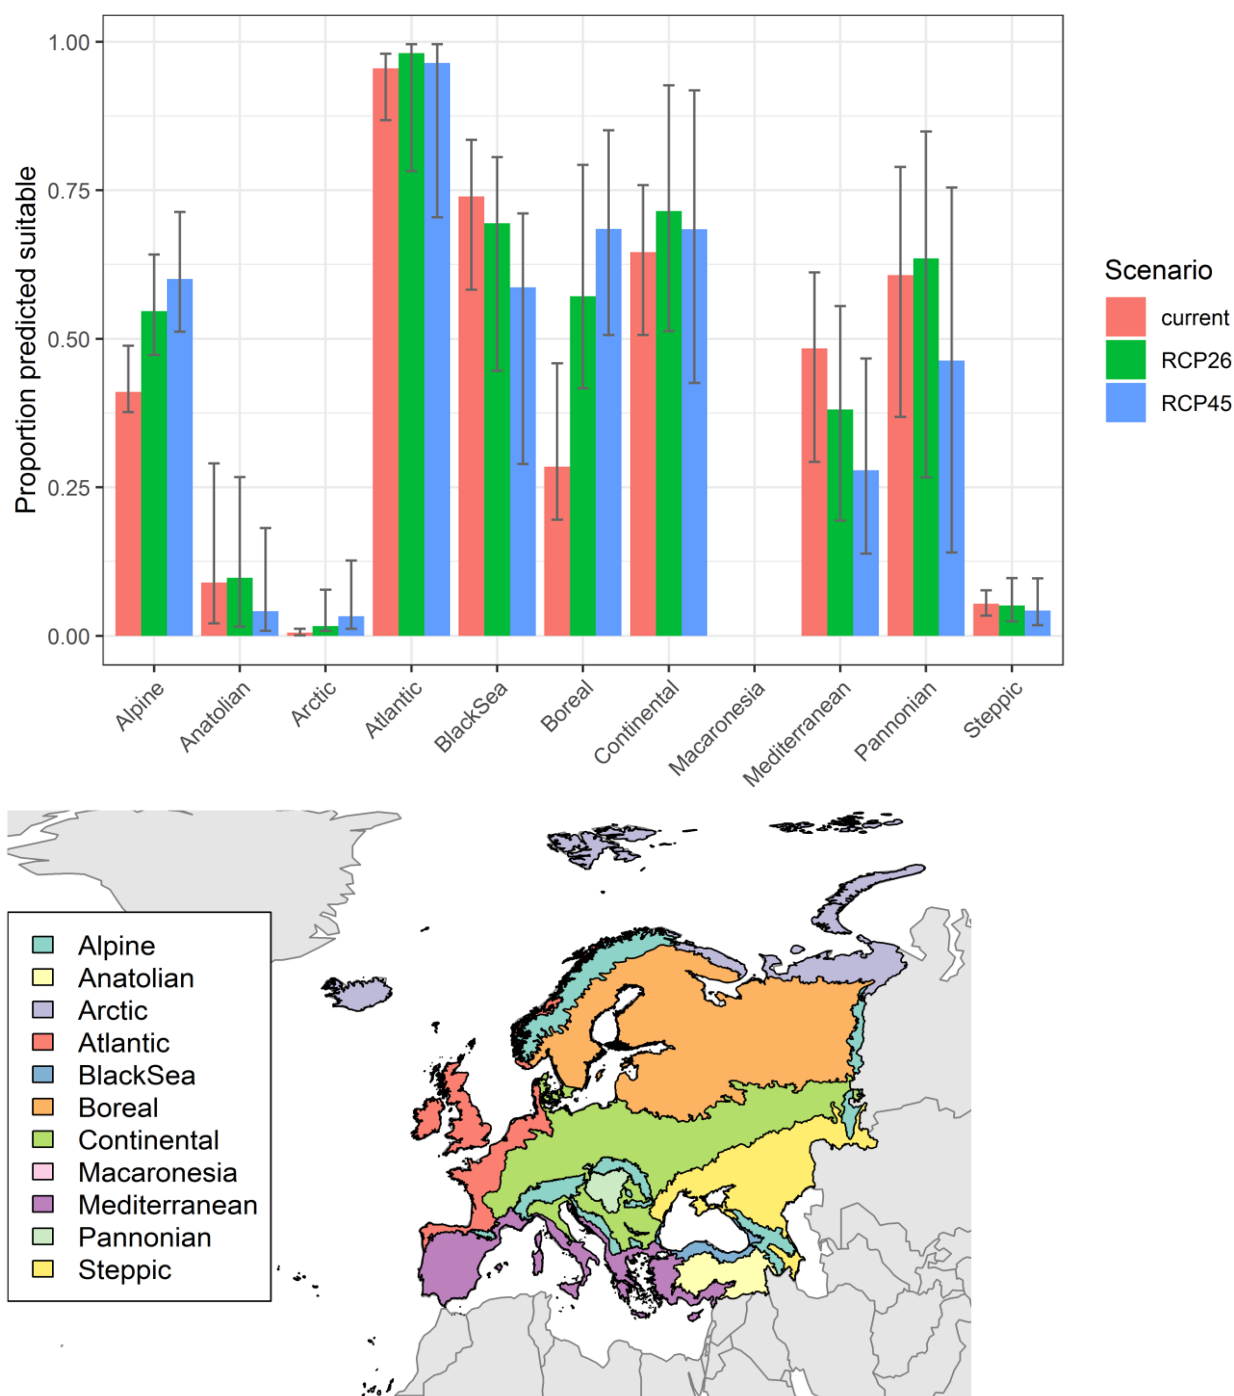 Proportion predicted suitable
1.00
0.75
0.50
0.25
0.00
Alpine
Anatolian
Arctic
Atlantic
BlackSea
Boreal
Continental
Macaronesia
Mediterranean
Pannonian
Steppic
Scenario
current
RCP26
RCP45
Alpine
Anatolian
Arctic
Atlantic
BlackSea
Boreal
Continental
Macaronesia
Mediterranean
Pannonian
Steppic